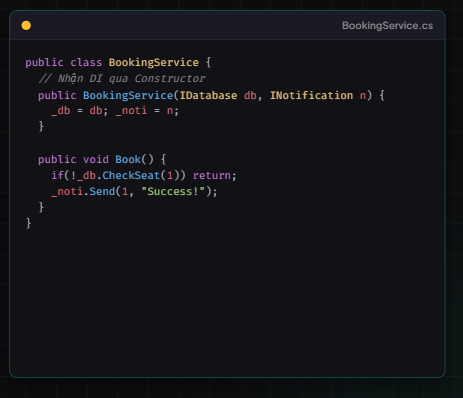 BookingService.cs
public class BookingService {
// Nhận DI qua Constructor
public BookingService(IDatabase db, INotification n) {
_db = db; _noti = n;
}
public void Book() {
if(!_db.CheckSeat(1)) return;
_noti.Send(1, "Success!");
}
}